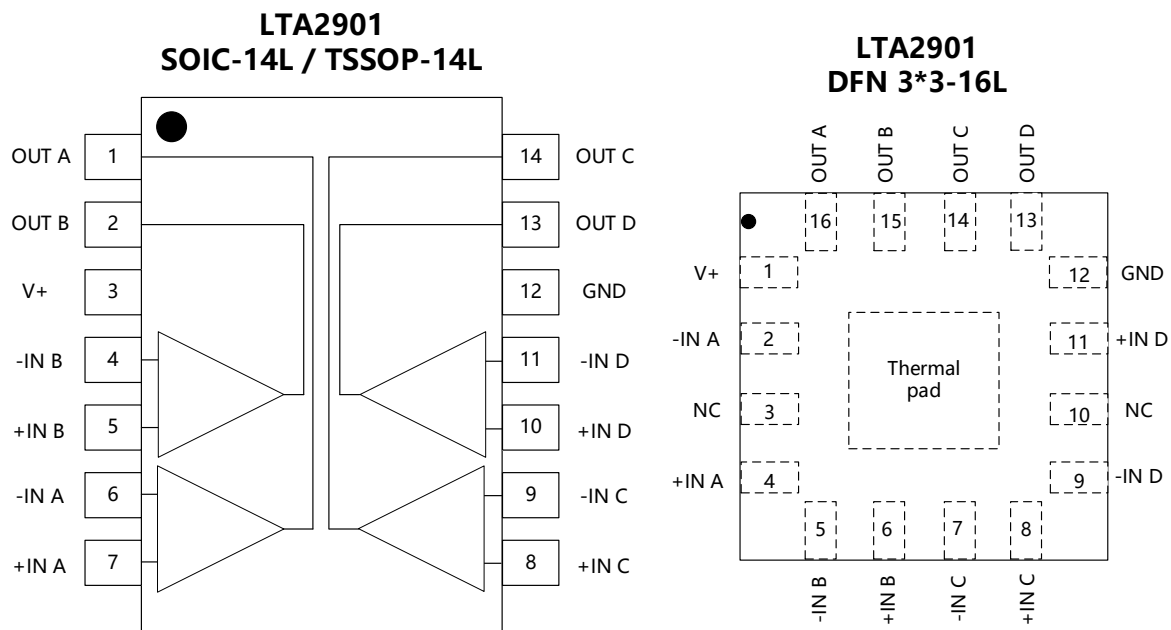 LTA2901
SOIC-14L / TSSOP-14L
OUT A 1 14 OUT C
OUT B 2 13 OUT D
V+ 3 12 GND
-IN B 4 11 -IN D
+IN B 5 10 +IN D
-IN A 6 9 -IN C
+IN A 7 8 +IN C
LTA2901
DFN 3*3-16L
OUT A OUT B OUT C OUT D
16 15 14 13
V+ 1 12 GND
-IN A 2 11 +IN D
Thermal
pad
NC 3 10 NC
+IN A 4 9 -IN D
5 6 7 8
-IN B +IN B -IN C +IN C